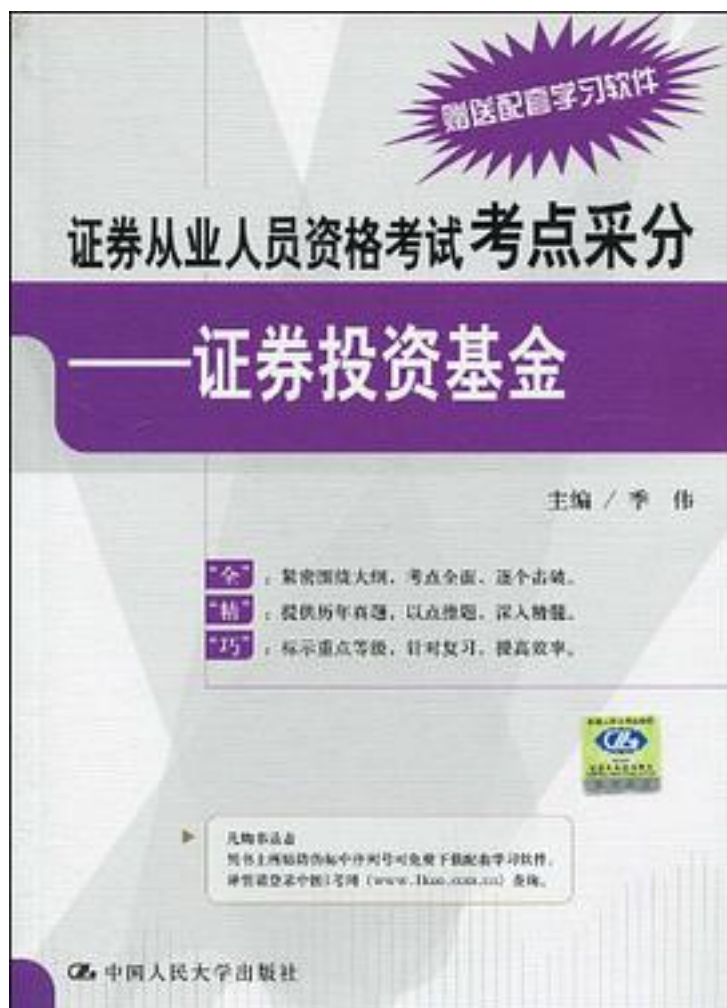 赠送配套学习软件
证券从业人员资格考试考点采分
——证券投资基金
主编 / 季 伟
"全"：紧密围绕大纲，考点全面，逐个击破。
"精"：提供历年真题，以点推题，深入精髓。
"巧"：标示重点等级，针对复习，提高效率。
凡购书读者
凭书上所贴防伪标中序列号可免费下载配套学习软件，
详情请登录中国1考网（www.1kao.com.cn）查询。
中国人民大学出版社